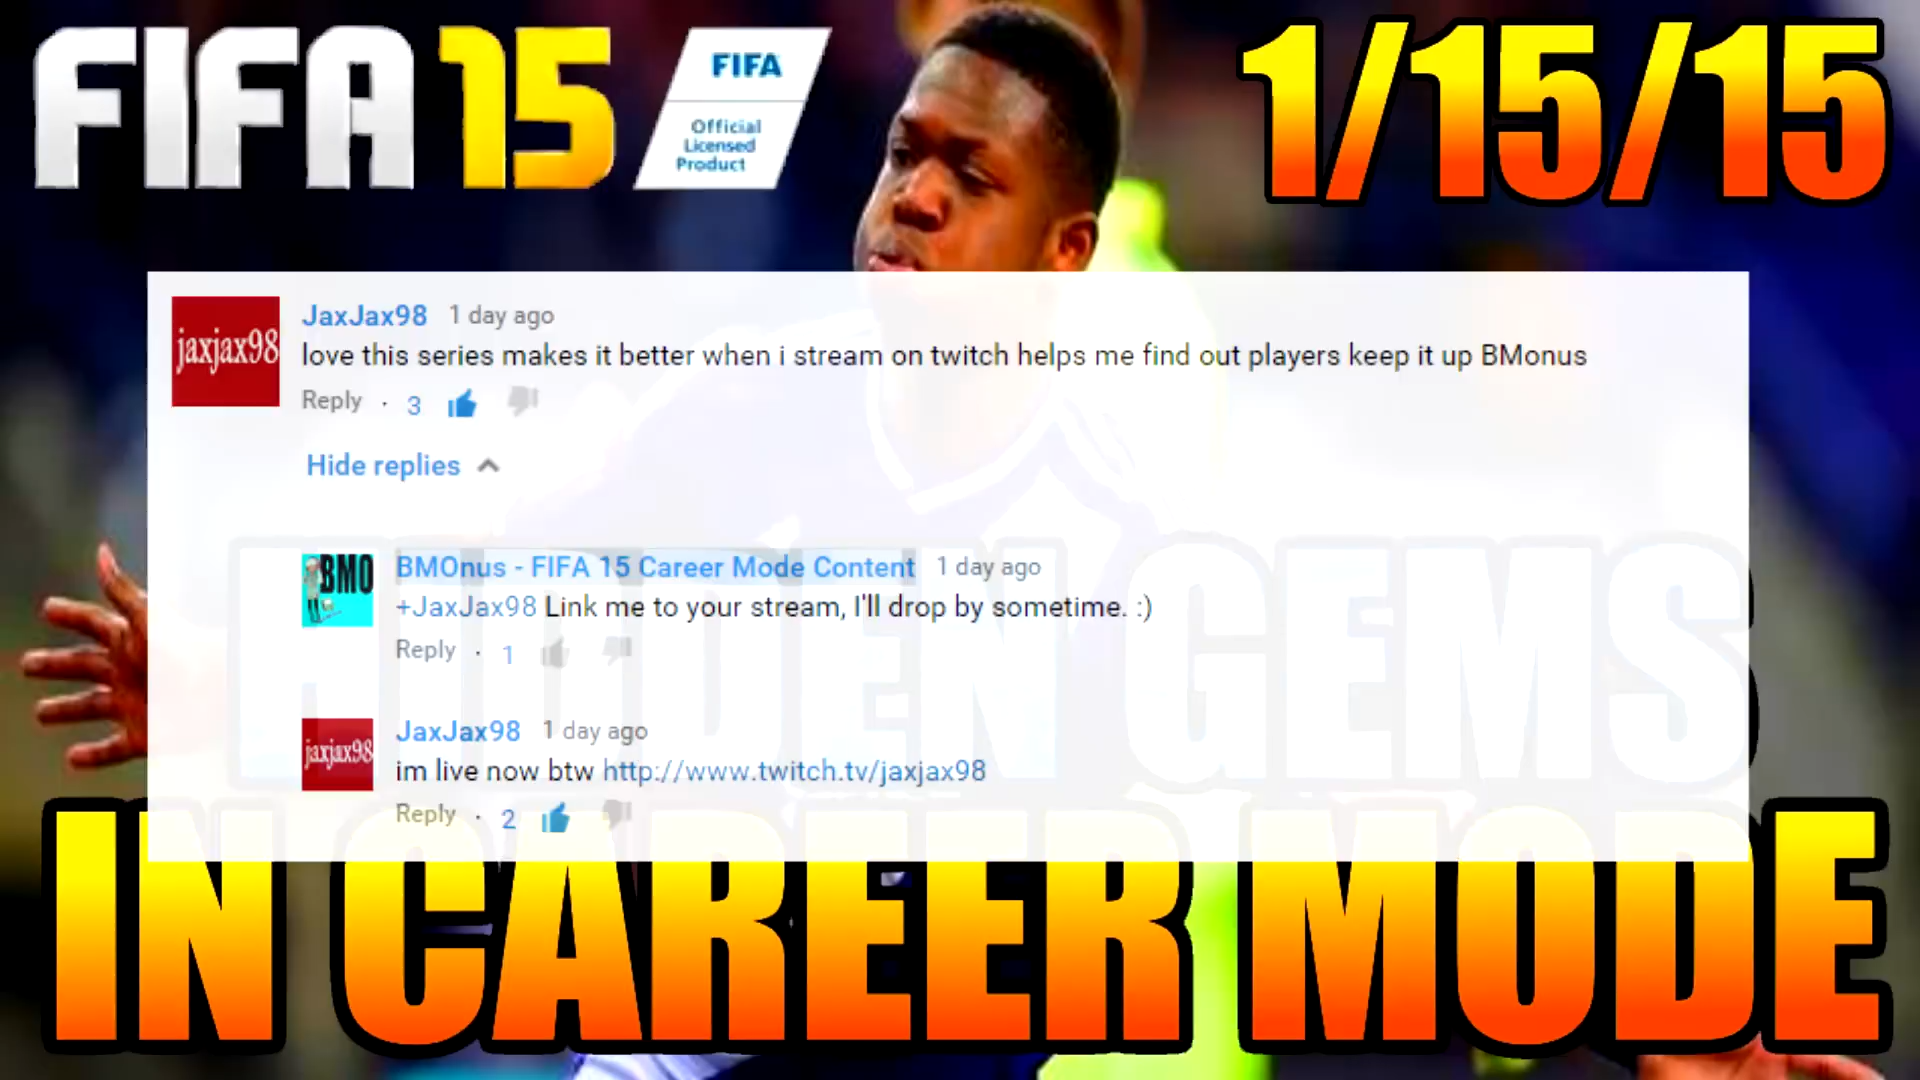 FIFA 15
FIFA
Official
Licensed
Product
1/15/15
jaxjax98
JaxJax98 1 day ago
love this series makes it better when i stream on twitch helps me find out players keep it up BMonus
Reply · 3
Hide replies
BMO
BMOnus - FIFA 15 Career Mode Content 1 day ago
+JaxJax98 Link me to your stream, I'll drop by sometime. :)
Reply · 1
jaxjax98
JaxJax98 1 day ago
im live now btw http://www.twitch.tv/jaxjax98
Reply · 2
HIDDEN GEMS
IN CAREER MODE